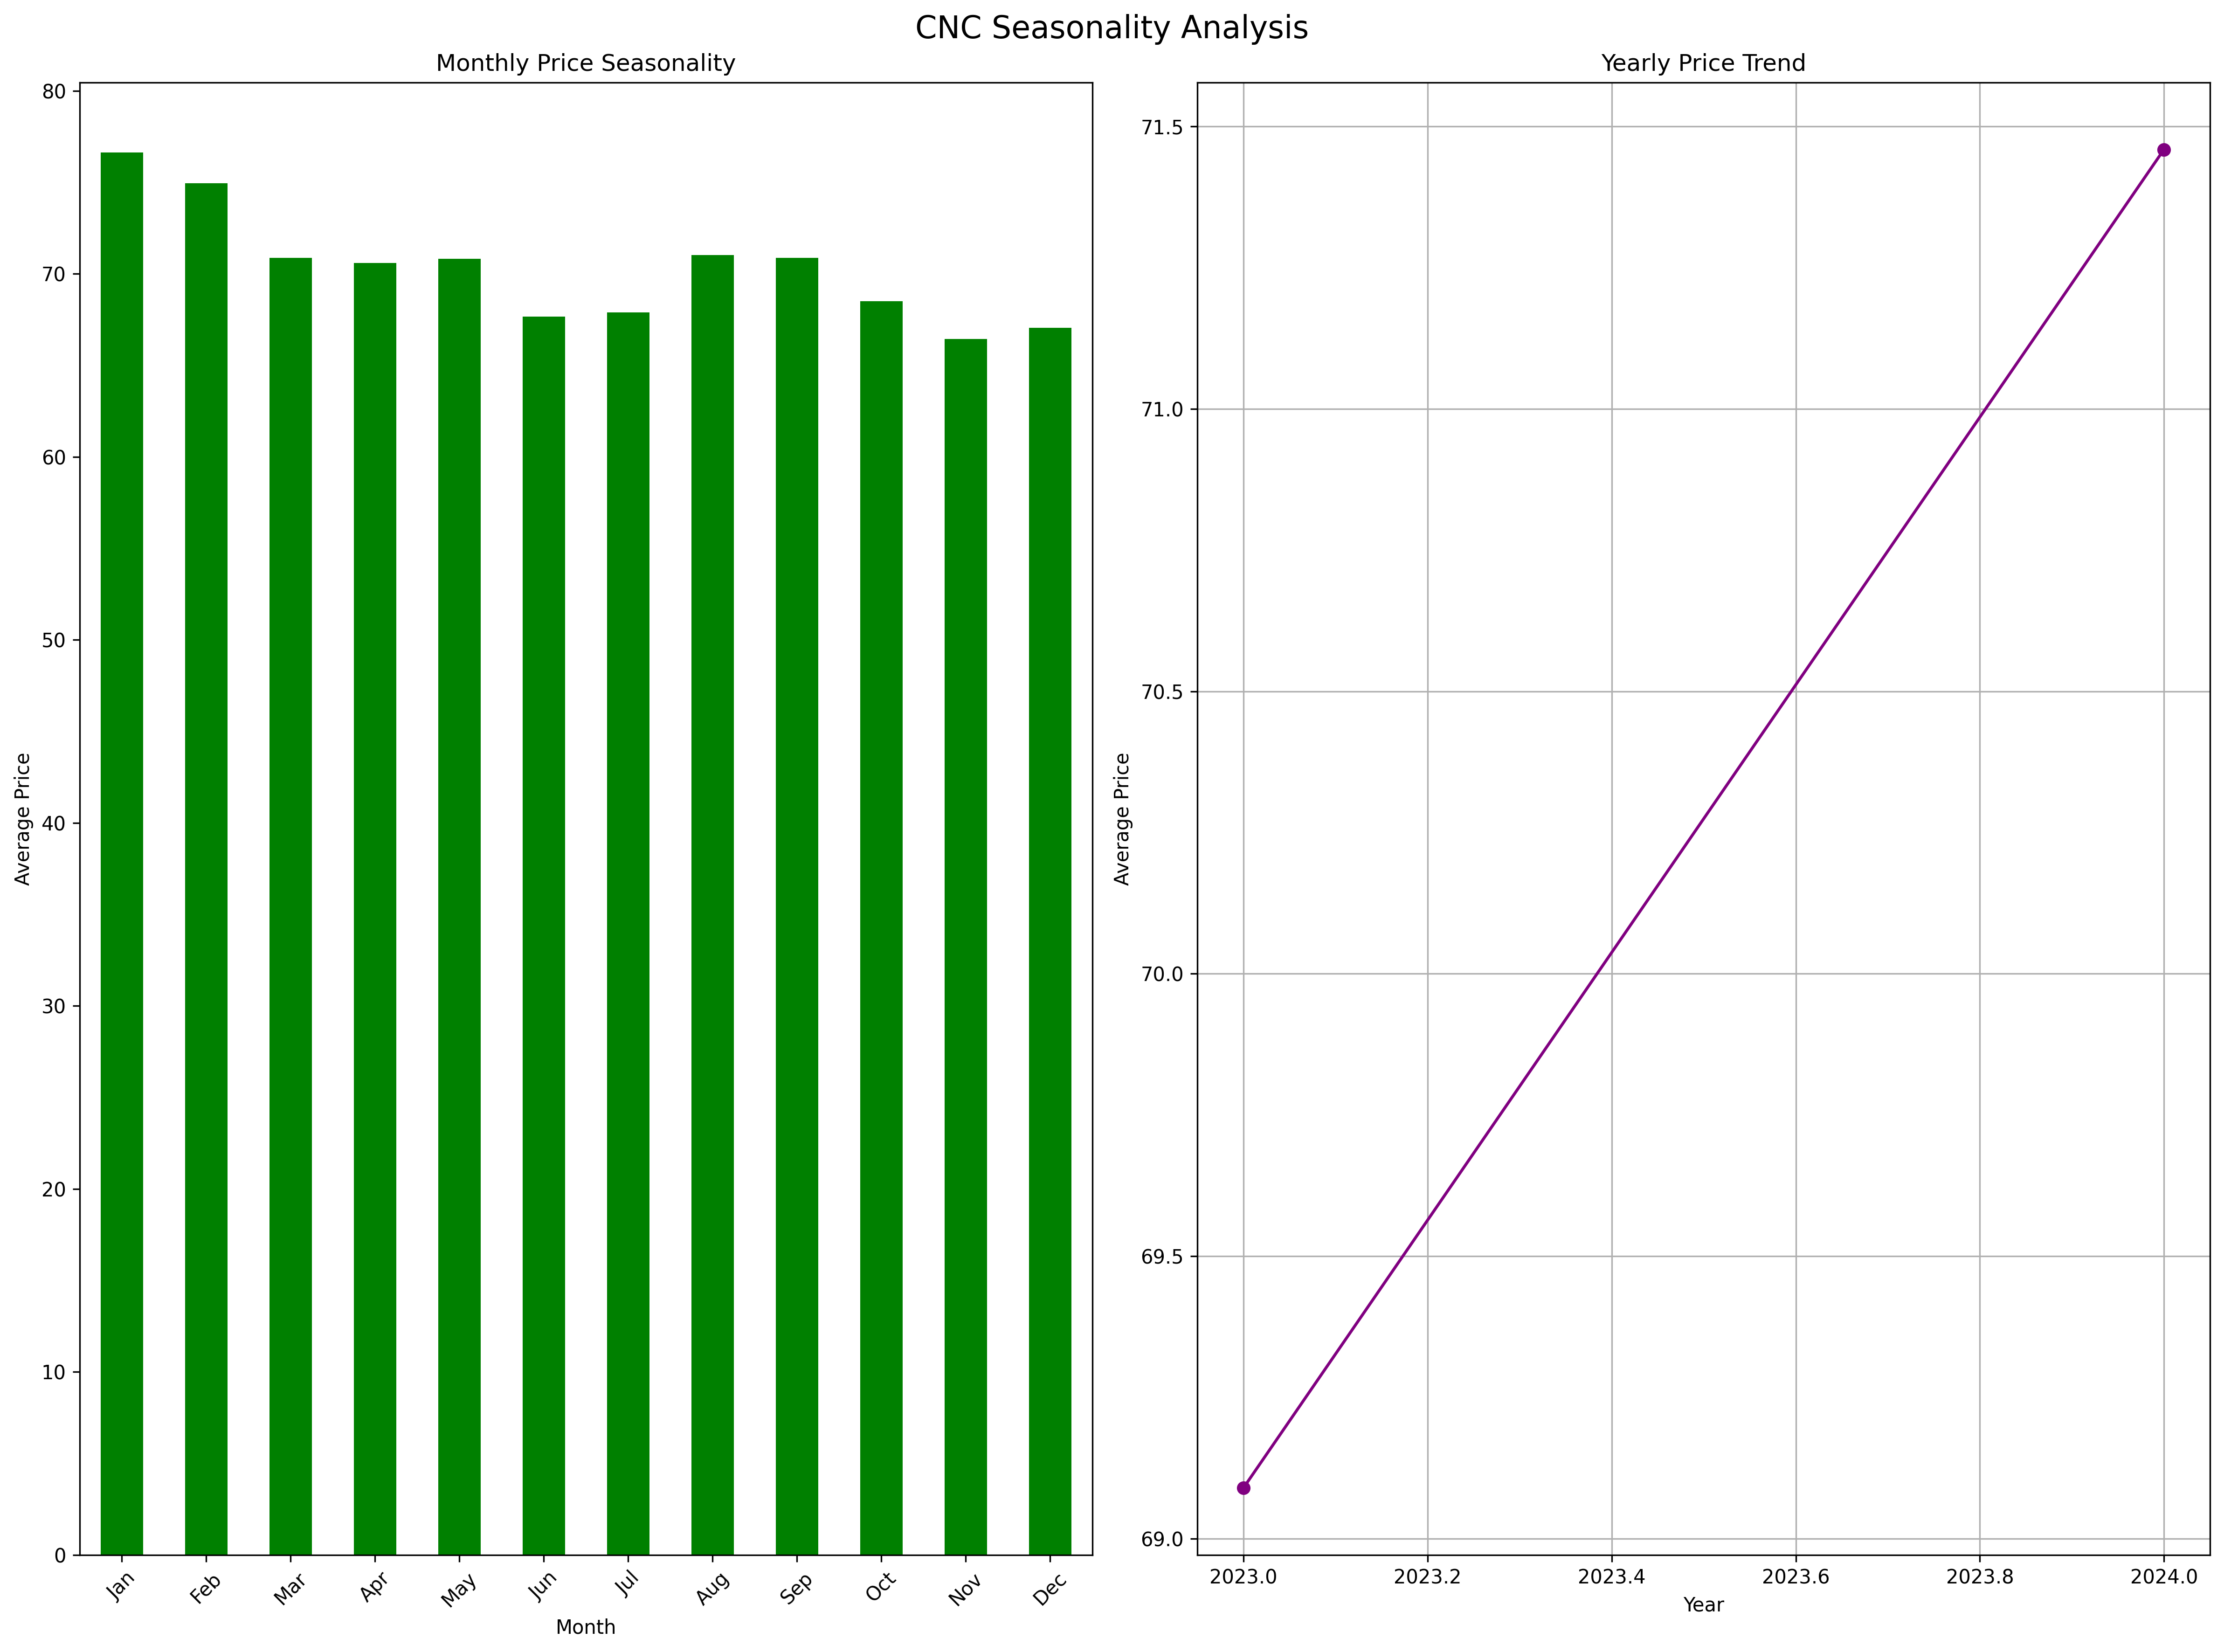 CNC Seasonality Analysis
Monthly Price Seasonality
Average Price
80
70
60
50
40
30
20
10
0
Jan
Feb
Mar
Apr
May
Jun
Jul
Aug
Sep
Oct
Nov
Dec
Month
Yearly Price Trend
Average Price
71.5
71.0
70.5
70.0
69.5
69.0
2023.0
2023.2
2023.4
2023.6
2023.8
2024.0
Year